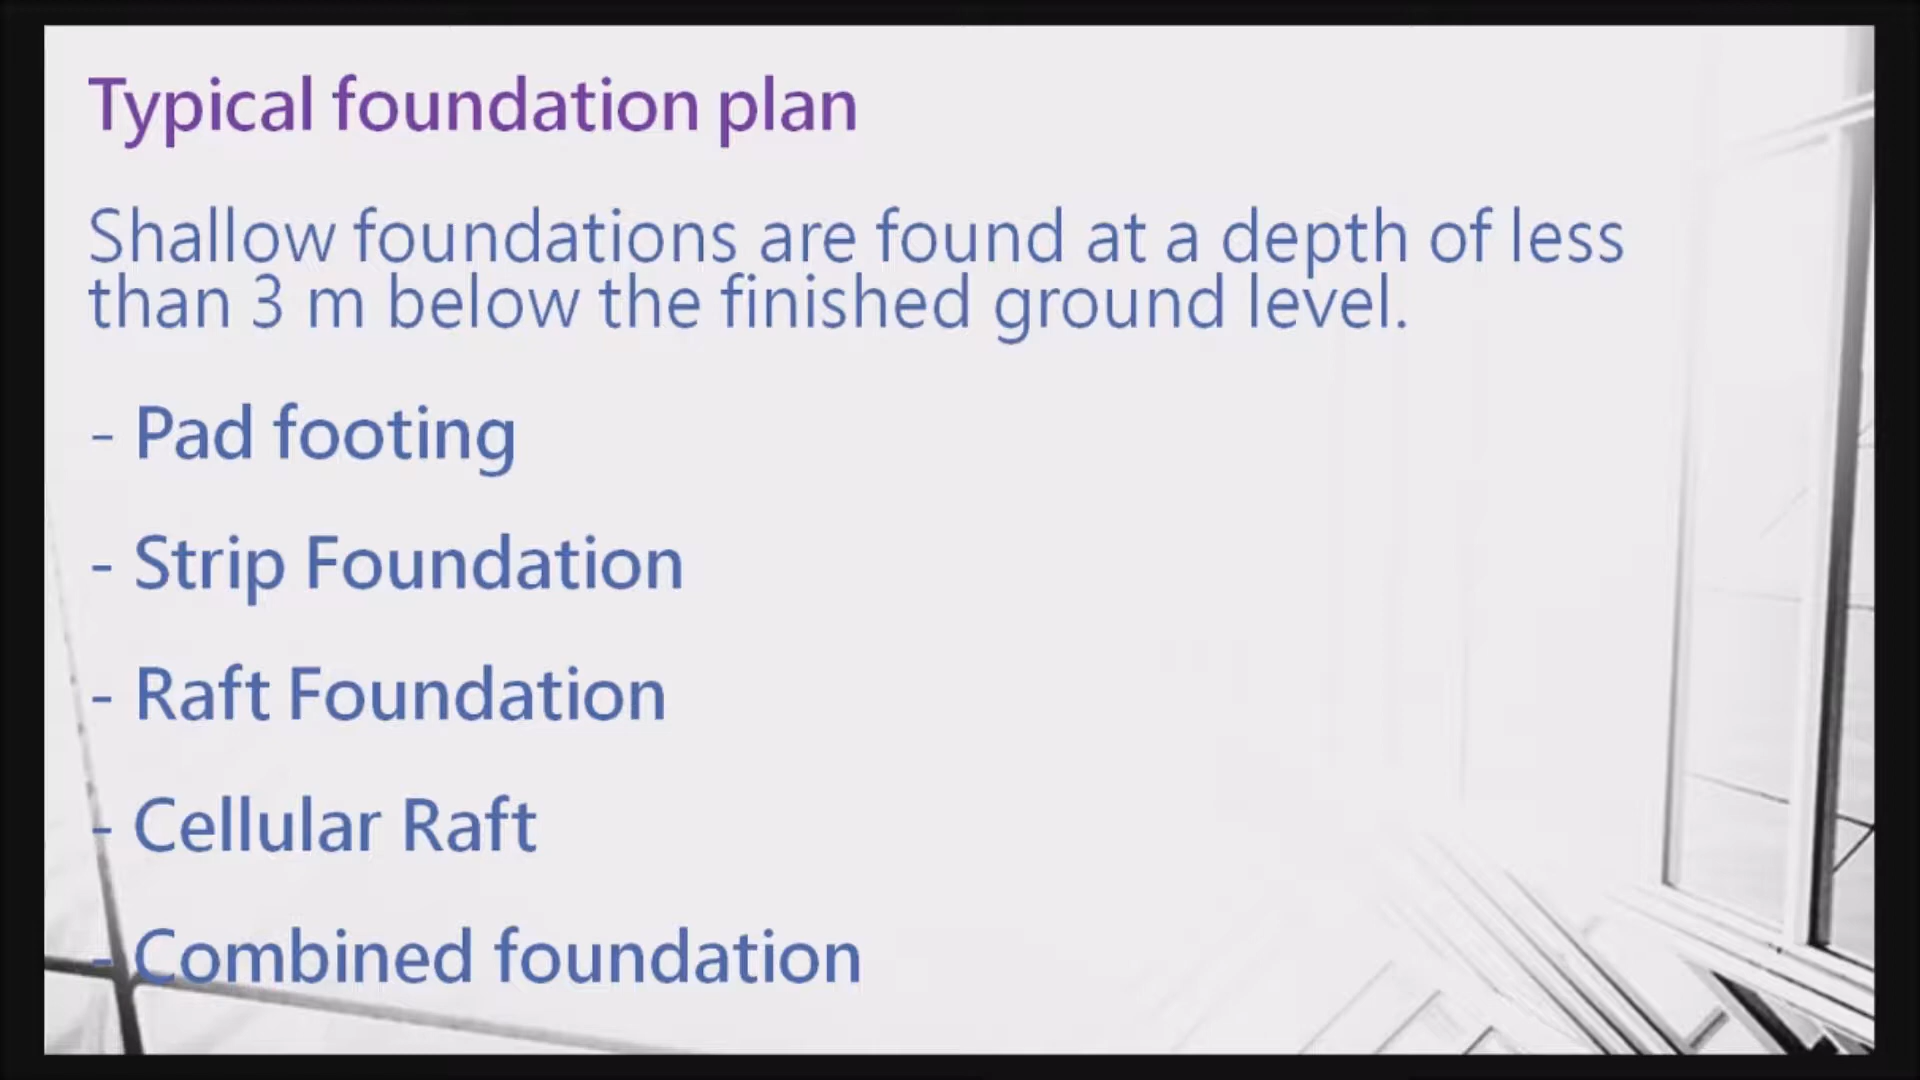 Typical foundation plan
Shallow foundations are found at a depth of less
than 3 m below the finished ground level.
- Pad footing
- Strip Foundation
- Raft Foundation
- Cellular Raft
- Combined foundation